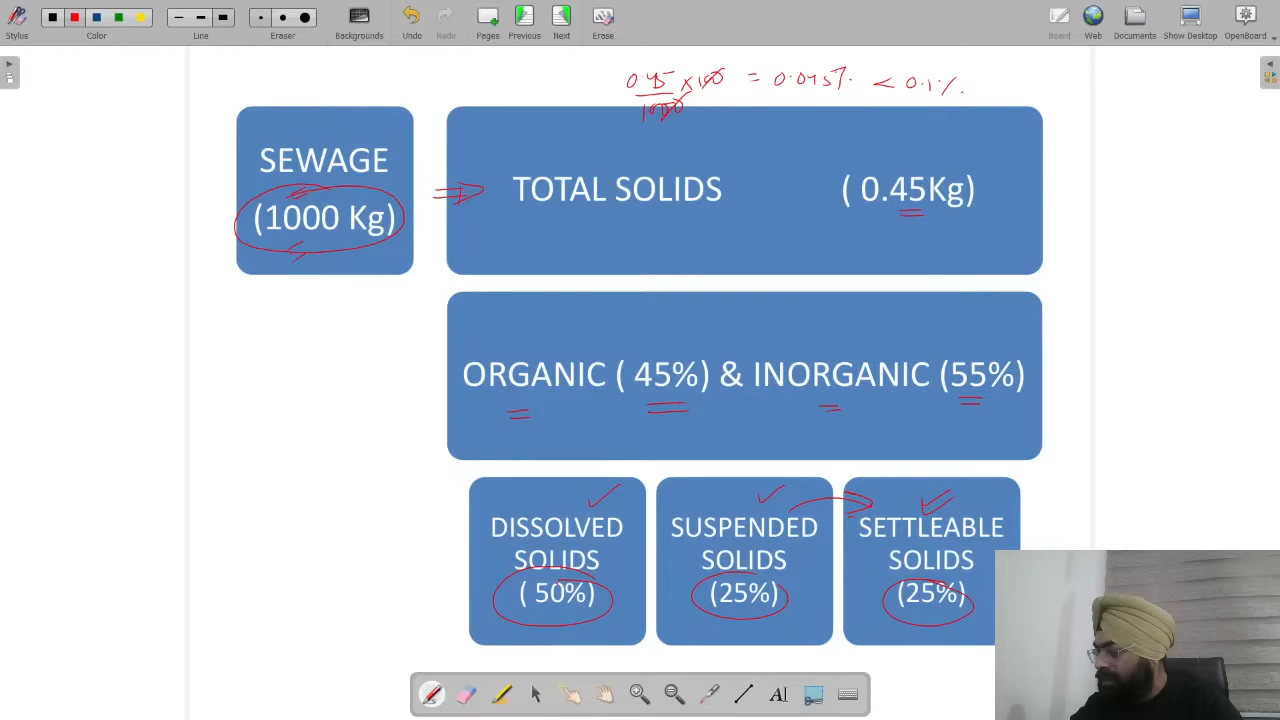 Stylus
Color
Line
Eraser
Backgrounds
Undo
Redo
Pages
Previous
Next
Erase
Board
Web
Documents
Show Desktop
OpenBoard
0.45 × 100 = 0.045% < 0.1%.
1000
SEWAGE
(1000 Kg)
TOTAL SOLIDS ( 0.45Kg)
ORGANIC ( 45%) & INORGANIC (55%)
DISSOLVED
SOLIDS
( 50%)
SUSPENDED
SOLIDS
(25%)
SETTLEABLE
SOLIDS
(25%)
AI